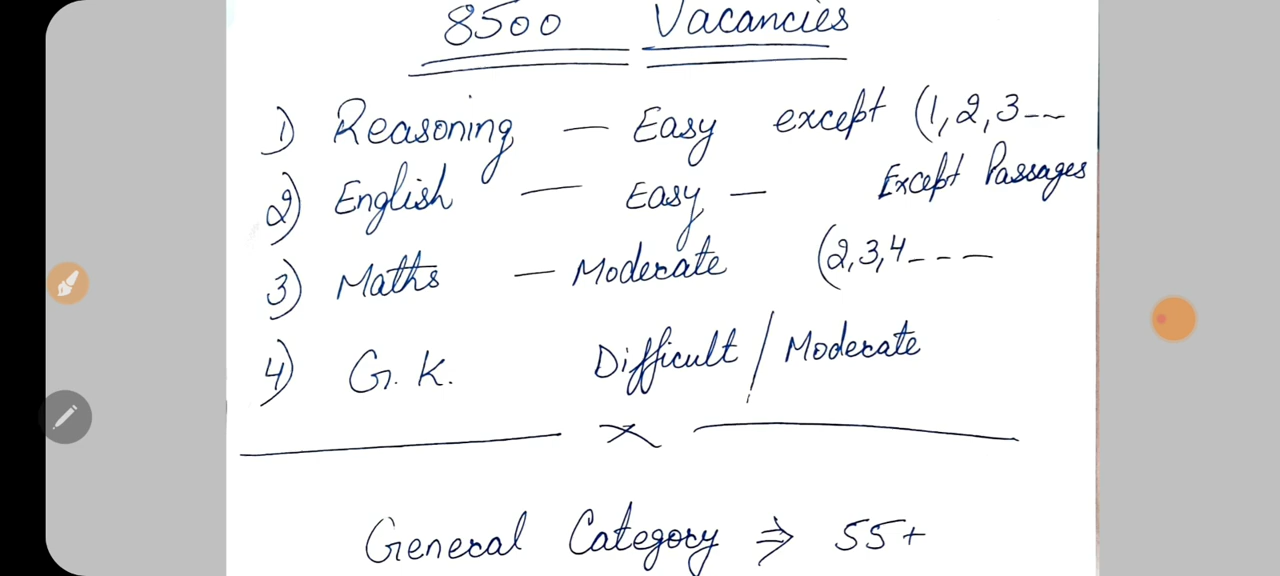 8500 Vacancies
1) Reasoning — Easy except (1,2,3--
2) English — Easy — Except Passages
3) Maths — Moderate (2,3,4---
4) G.K. Difficult / Moderate
x
General Category ⇒ 55+